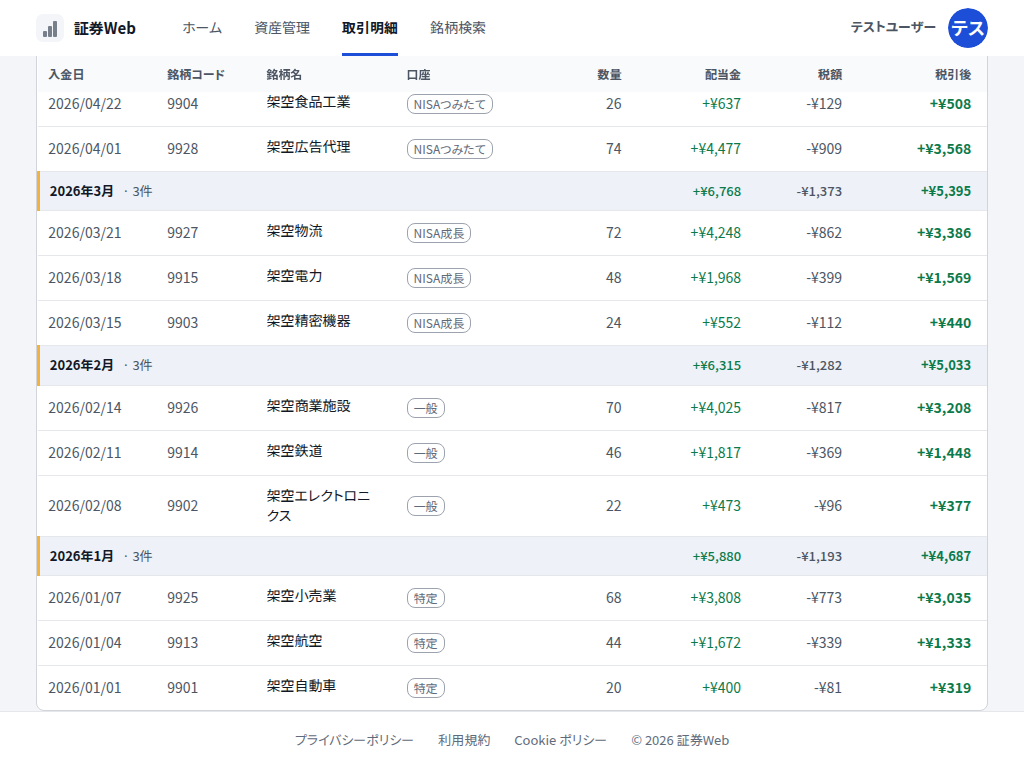 証券Web ホーム 資産管理 取引明細 銘柄検索 テストユーザー テス
入金日 銘柄コード 銘柄名 口座 数量 配当金 税額 税引後
2026/04/22 9904 架空食品工業 NISAつみたて 26 +¥637 -¥129 +¥508
2026/04/01 9928 架空広告代理 NISAつみたて 74 +¥4,477 -¥909 +¥3,568
2026年3月 · 3件 +¥6,768 -¥1,373 +¥5,395
2026/03/21 9927 架空物流 NISA成長 72 +¥4,248 -¥862 +¥3,386
2026/03/18 9915 架空電力 NISA成長 48 +¥1,968 -¥399 +¥1,569
2026/03/15 9903 架空精密機器 NISA成長 24 +¥552 -¥112 +¥440
2026年2月 · 3件 +¥6,315 -¥1,282 +¥5,033
2026/02/14 9926 架空商業施設 一般 70 +¥4,025 -¥817 +¥3,208
2026/02/11 9914 架空鉄道 一般 46 +¥1,817 -¥369 +¥1,448
2026/02/08 9902 架空エレクトロニ
クス 一般 22 +¥473 -¥96 +¥377
2026年1月 · 3件 +¥5,880 -¥1,193 +¥4,687
2026/01/07 9925 架空小売業 特定 68 +¥3,808 -¥773 +¥3,035
2026/01/04 9913 架空航空 特定 44 +¥1,672 -¥339 +¥1,333
2026/01/01 9901 架空自動車 特定 20 +¥400 -¥81 +¥319
プライバシーポリシー 利用規約 Cookie ポリシー © 2026 証券Web